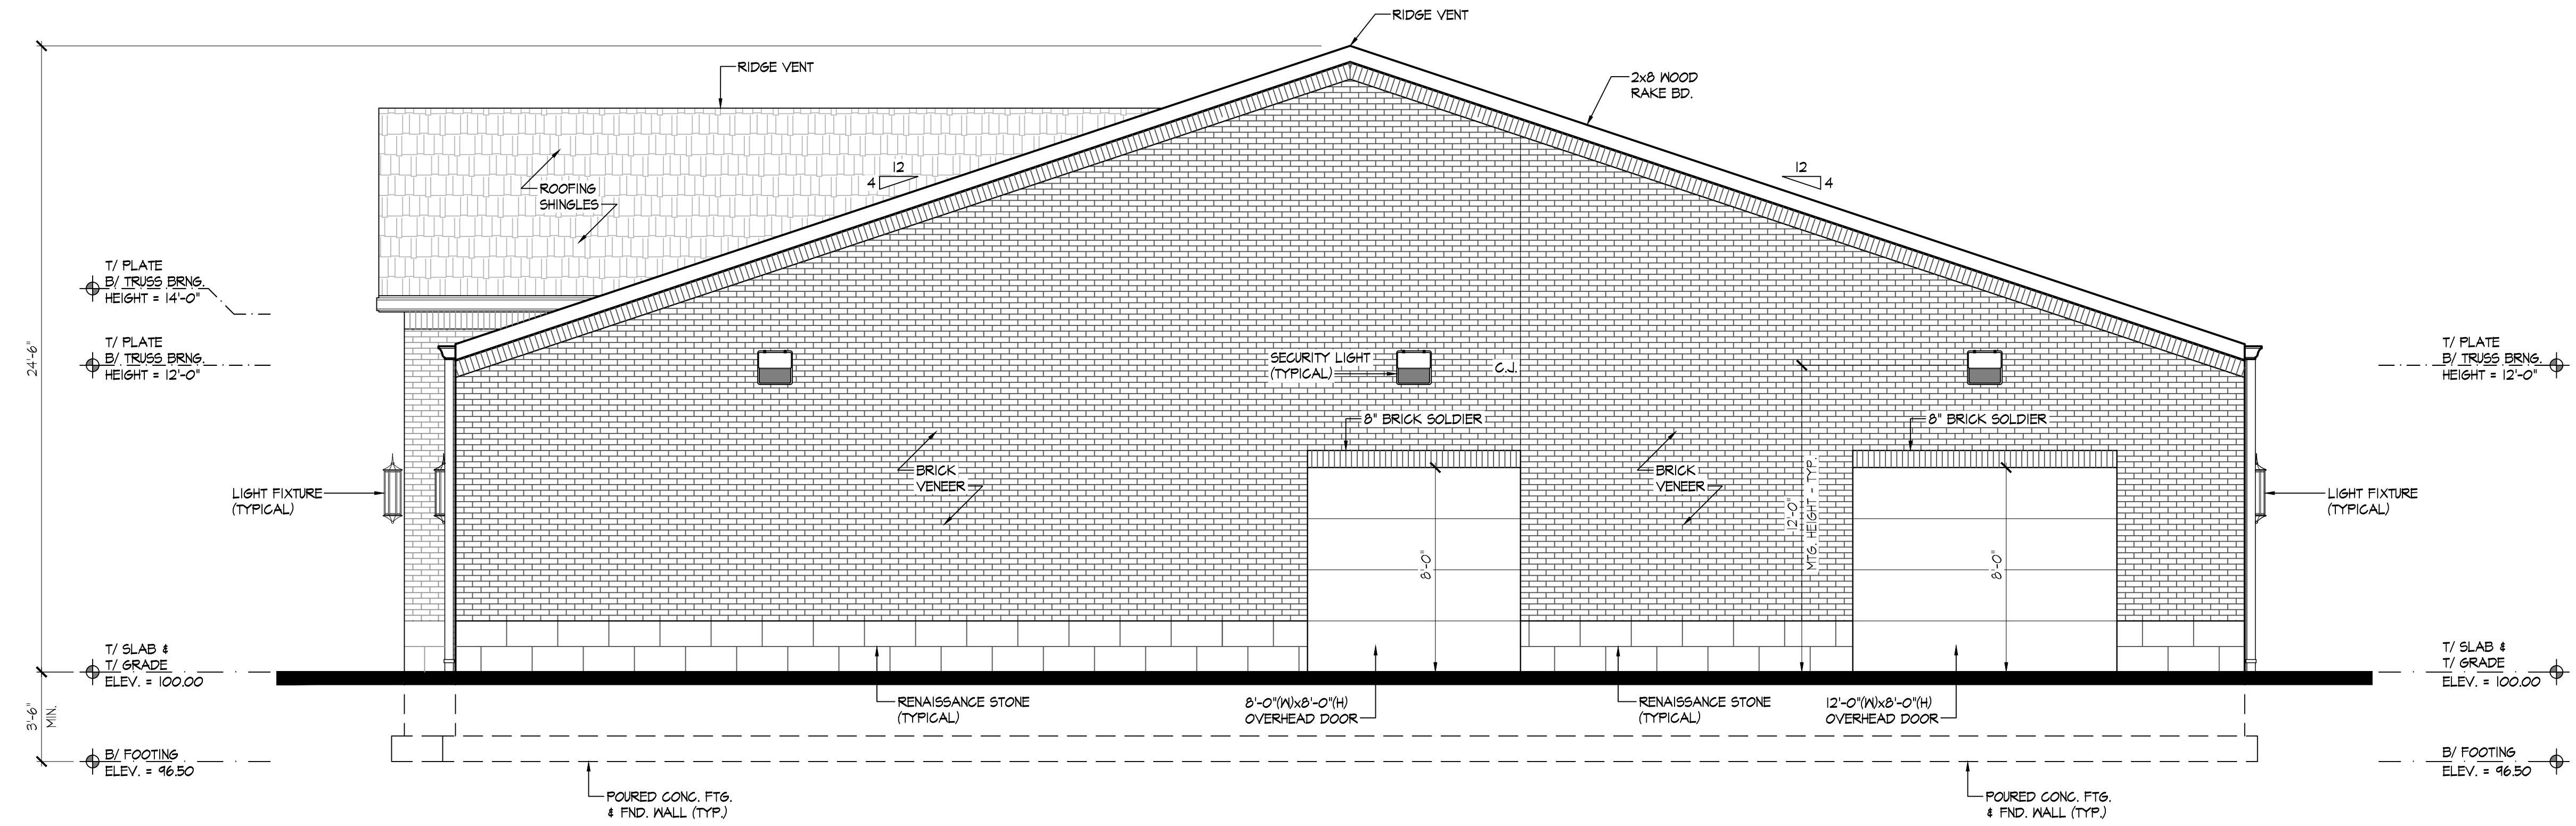 RIDGE VENT
RIDGE VENT
2x8 WOOD
RAKE BD.
12
4
12
4
ROOFING
SHINGLES
T/ PLATE
B/ TRUSS BRNG.
HEIGHT = 14'-0"
T/ PLATE
B/ TRUSS BRNG.
HEIGHT = 12'-0"
24'-6"
SECURITY LIGHT
(TYPICAL)
C.J.
T/ PLATE
B/ TRUSS BRNG.
HEIGHT = 12'-0"
8" BRICK SOLDIER
8" BRICK SOLDIER
BRICK
VENEER
BRICK
VENEER
LIGHT FIXTURE
(TYPICAL)
12'-0"
MTG. HEIGHT - TYP.
LIGHT FIXTURE
(TYPICAL)
8'-0"
8'-0"
T/ SLAB &
T/ GRADE
ELEV. = 100.00
T/ SLAB &
T/ GRADE
ELEV. = 100.00
RENAISSANCE STONE
(TYPICAL)
8'-0"(W)x8'-0"(H)
OVERHEAD DOOR
RENAISSANCE STONE
(TYPICAL)
12'-0"(W)x8'-0"(H)
OVERHEAD DOOR
3'-6"
MIN.
B/ FOOTING
ELEV. = 96.50
B/ FOOTING
ELEV. = 96.50
POURED CONC. FTG.
& FND. WALL (TYP.)
POURED CONC. FTG.
& FND. WALL (TYP.)